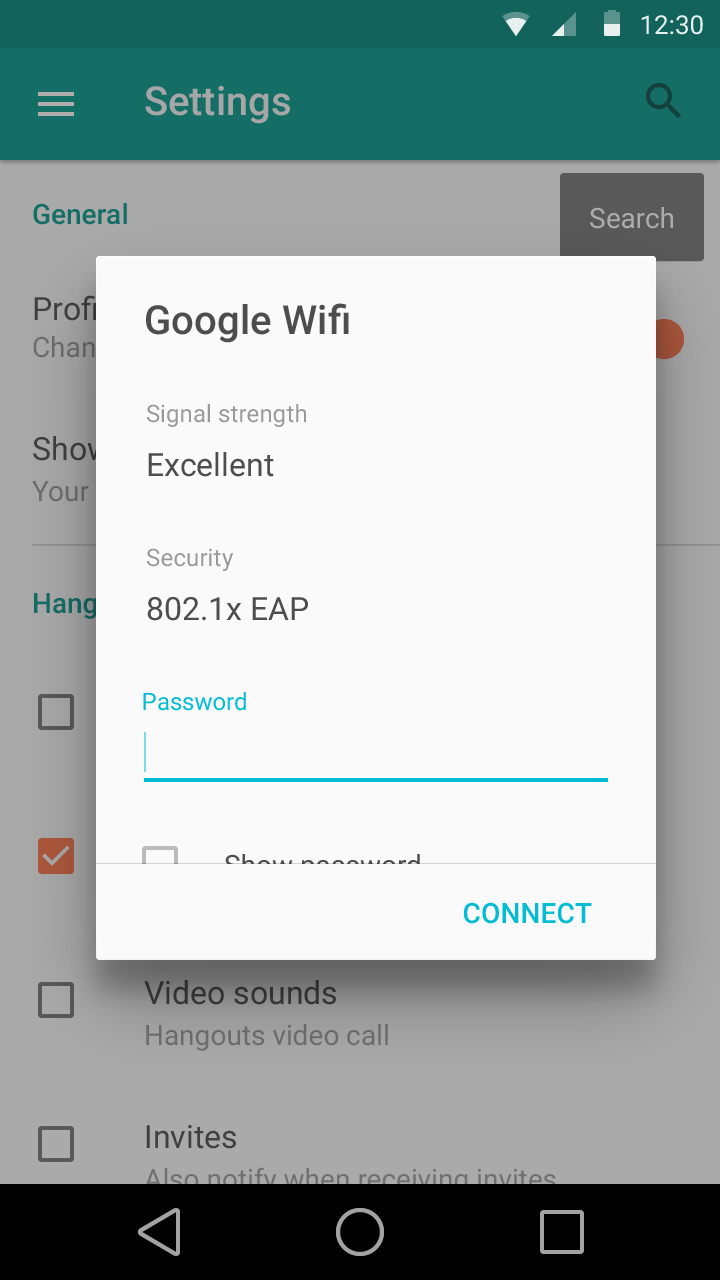 12:30
Settings
General
Search
Profi
Chan
Google Wifi
Signal strength
Excellent
Show
Your
Security
802.1x EAP
Hang
Password
Show password
CONNECT
Video sounds
Hangouts video call
Invites
Also notify when receiving invites